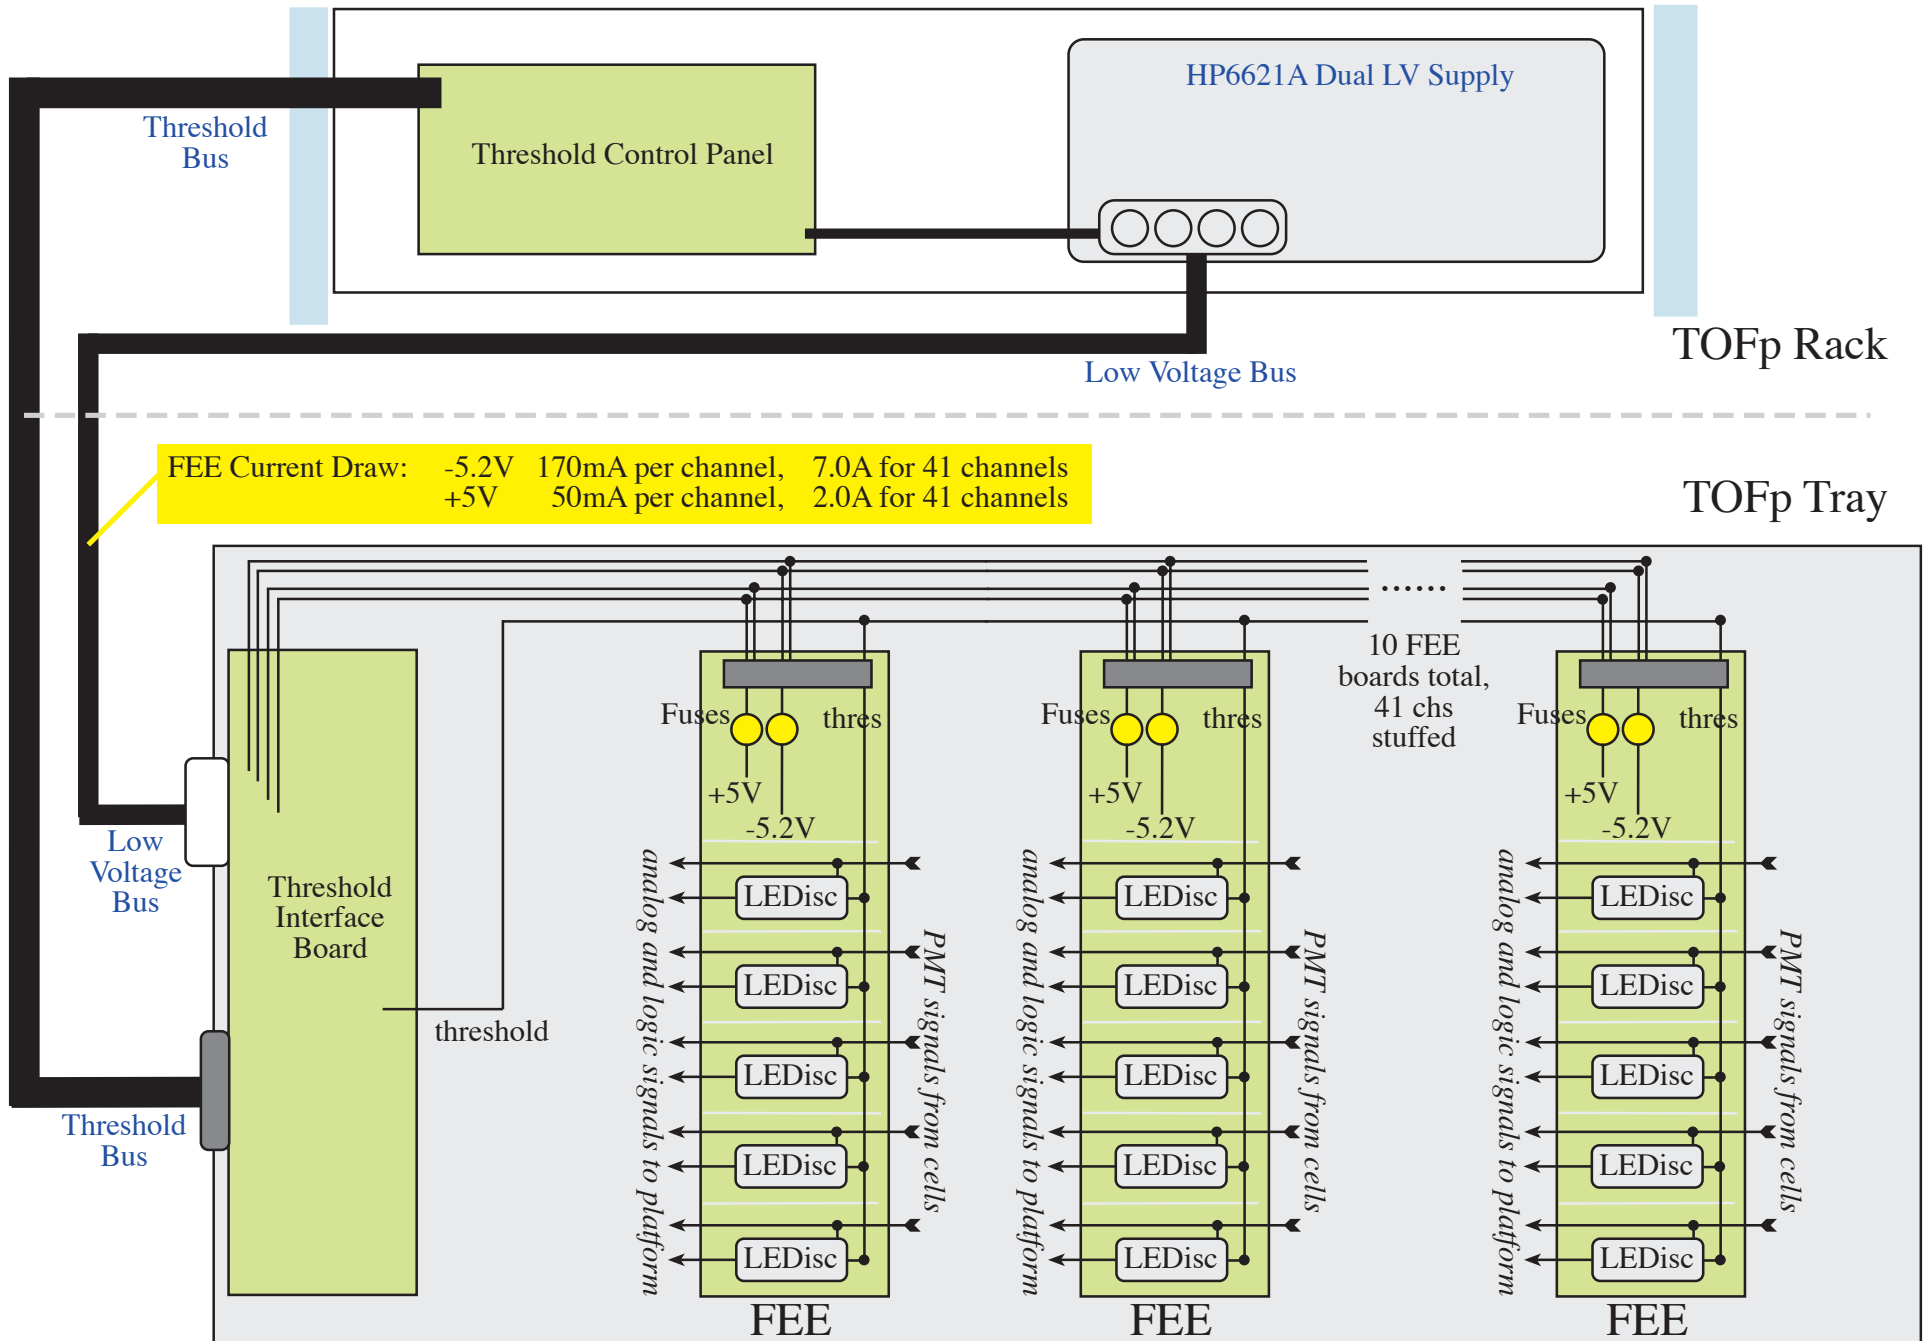 HP6621A Dual LV Supply
Threshold
Bus
Threshold Control Panel
TOFp Rack
Low Voltage Bus
FEE Current Draw: -5.2V 170mA per channel, 7.0A for 41 channels
+5V 50mA per channel, 2.0A for 41 channels
TOFp Tray
......
10 FEE
boards total,
41 chs
stuffed
Low
Voltage
Bus
Threshold
Interface
Board
threshold
Threshold
Bus
Fuses
thres
+5V
-5.2V
analog and logic signals to platform
LEDisc
LEDisc
LEDisc
LEDisc
LEDisc
PMT signals from cells
FEE
Fuses
thres
+5V
-5.2V
analog and logic signals to platform
LEDisc
LEDisc
LEDisc
LEDisc
LEDisc
PMT signals from cells
FEE
Fuses
thres
+5V
-5.2V
analog and logic signals to platform
LEDisc
LEDisc
LEDisc
LEDisc
LEDisc
PMT signals from cells
FEE